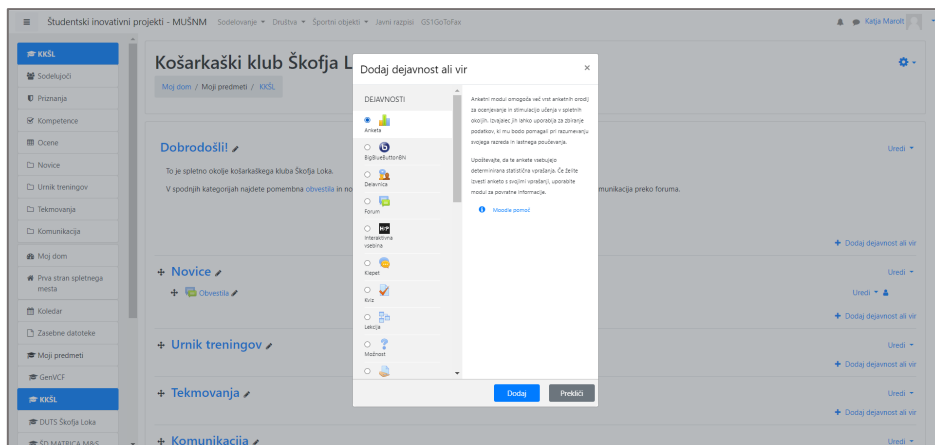 Študentski inovativni projekti - MUŠNM Sodelovanje Društva Športni objekti Javni razpisi GS1GoToFax
Katja Marolt
KKŠL
Sodelujoči
Priznanja
Kompetence
Ocene
Novice
Urnik treningov
Tekmovanja
Komunikacija
Moj dom
Prva stran spletnega
mesta
Koledar
Zasebne datoteke
Moji predmeti
GenVCF
KKŠL
DUTS Škofja Loka
ŠD MATRICA M&S
Košarkaški klub Škofja L
Moj dom / Moji predmeti / KKŠL
Dobrodošli!
Uredi
To je spletno okolje košarkaškega kluba Škofja Loka.
V spodnjih kategorijah najdete pomembna obvestila in no
munikacija preko foruma.
Dodaj dejavnost ali vir
Novice
Uredi
Obvestila
Uredi
Dodaj dejavnost ali vir
Urnik treningov
Uredi
Dodaj dejavnost ali vir
Tekmovanja
Uredi
Dodaj dejavnost ali vir
Komunikacija
Uredi
Dodaj dejavnost ali vir
×
DEJAVNOSTI
Anketa
BigBlueButtonBN
Delavnica
Forum
H-P
Interaktivna
vsebina
Klepet
Kviz
Lekcija
Možnost
Anketni modul omogoča več vrst anketnih orodij
za ocenjevanje in stimulacijo učenja v spletnih
okoljih. Izvajalec jih lahko uporablja za zbiranje
podatkov, ki mu bodo pomagali pri razumevanju
svojega razreda in lastnega poučevanja.
Upoštevajte, da te ankete vsebujejo
determinirana statistična vprašanja. Če želite
izvesti anketo s svojimi vprašanji, uporabite
modul za povratne informacije.
Moodle pomoč
Dodaj
Prekliči